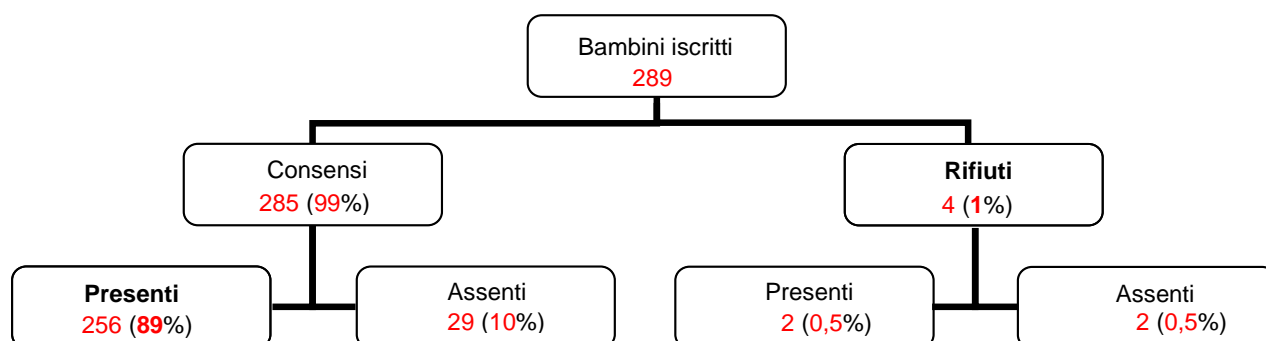 Bambini iscritti
289
Consensi
285 (99%)
Rifiuti
4 (1%)
Presenti
256 (89%)
Assenti
29 (10%)
Presenti
2 (0,5%)
Assenti
2 (0,5%)